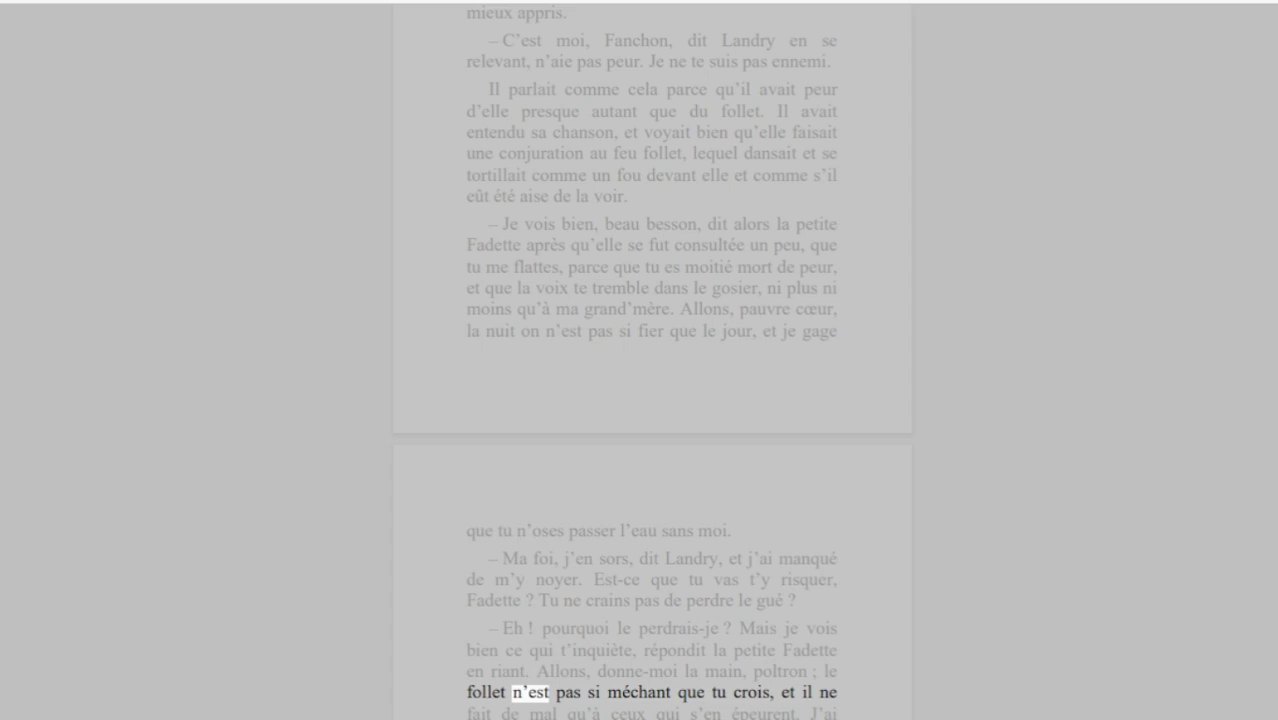 mieux appris.
– C’est moi, Fanchon, dit Landry en se
relevant, n’aie pas peur. Je ne te suis pas ennemi.
Il parlait comme cela parce qu’il avait peur
d’elle presque autant que du follet. Il avait
entendu sa chanson, et voyait bien qu’elle faisait
une conjuration au feu follet, lequel dansait et se
tortillait comme un fou devant elle et comme s’il
eût été aise de la voir.
– Je vois bien, beau besson, dit alors la petite
Fadette après qu’elle se fut consultée un peu, que
tu me flattes, parce que tu es moitié mort de peur,
et que la voix te tremble dans le gosier, ni plus ni
moins qu’à ma grand’mère. Allons, pauvre cœur,
la nuit on n’est pas si fier que le jour, et je gage
que tu n’oses passer l’eau sans moi.
– Ma foi, j’en sors, dit Landry, et j’ai manqué
de m’y noyer. Est-ce que tu vas t’y risquer,
Fadette ? Tu ne crains pas de perdre le gué ?
– Eh ! pourquoi le perdrais-je ? Mais je vois
bien ce qui t’inquiète, répondit la petite Fadette
en riant. Allons, donne-moi la main, poltron ; le
follet n’est pas si méchant que tu crois, et il ne
fait de mal qu’à ceux qui s’en épeurent. J’ai